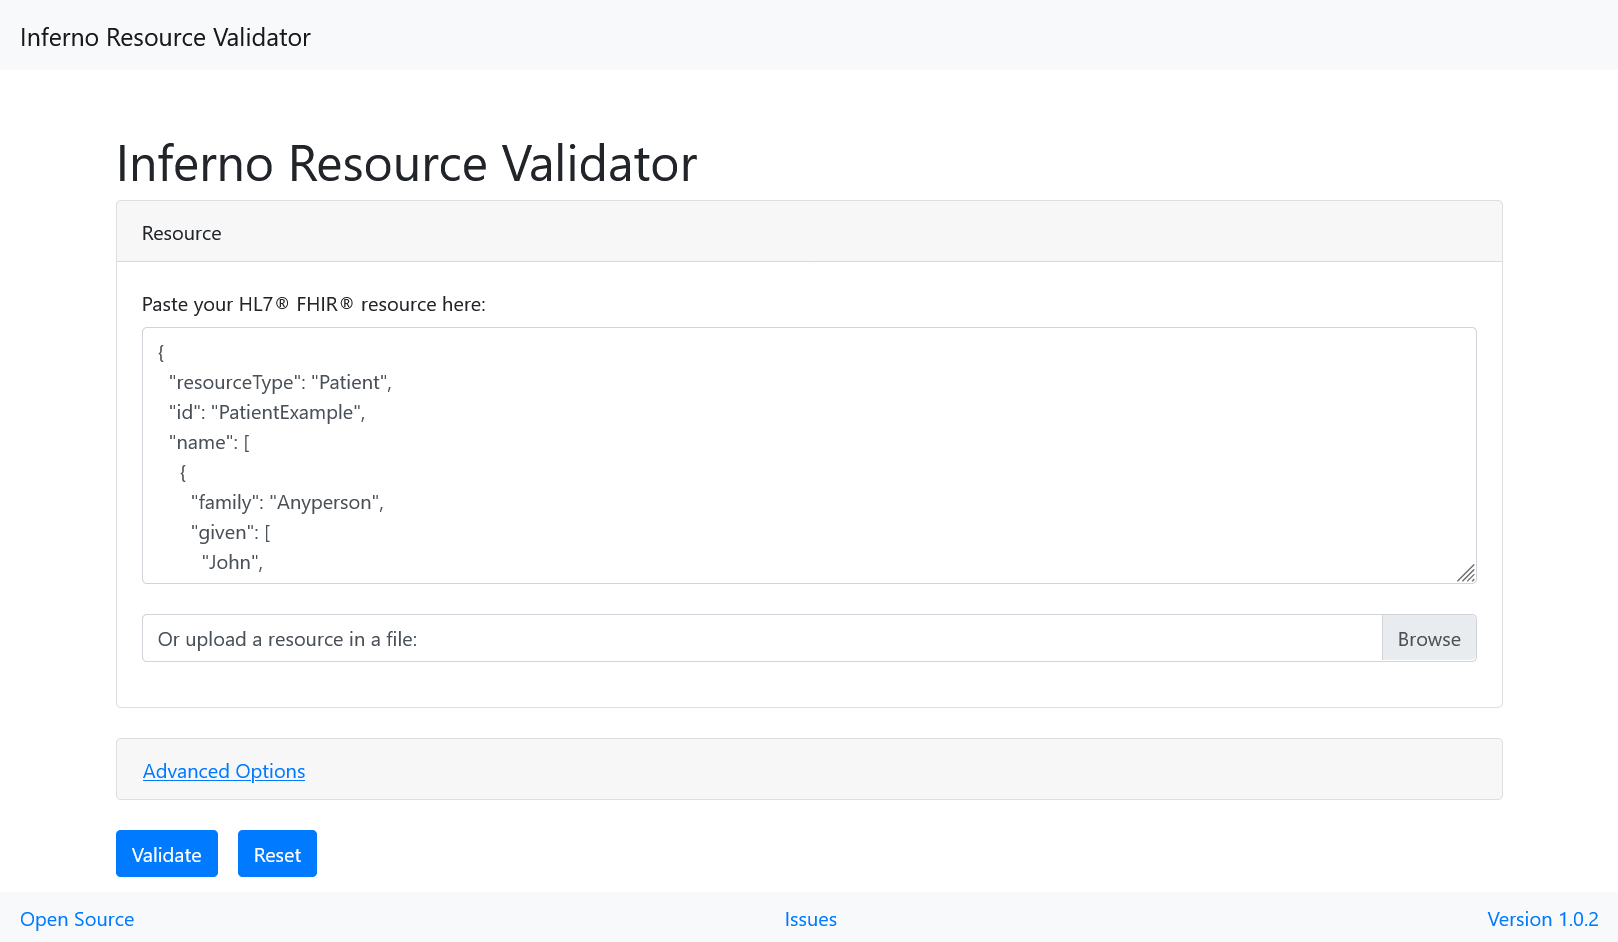 Inferno Resource Validator
Inferno Resource Validator
Resource
Paste your HL7® FHIR® resource here:
{
"resourceType": "Patient",
"id": "PatientExample",
"name": [
{
"family": "Anyperson",
"given": [
"John",
Or upload a resource in a file:
Browse
Advanced Options
Validate
Reset
Open Source
Issues
Version 1.0.2